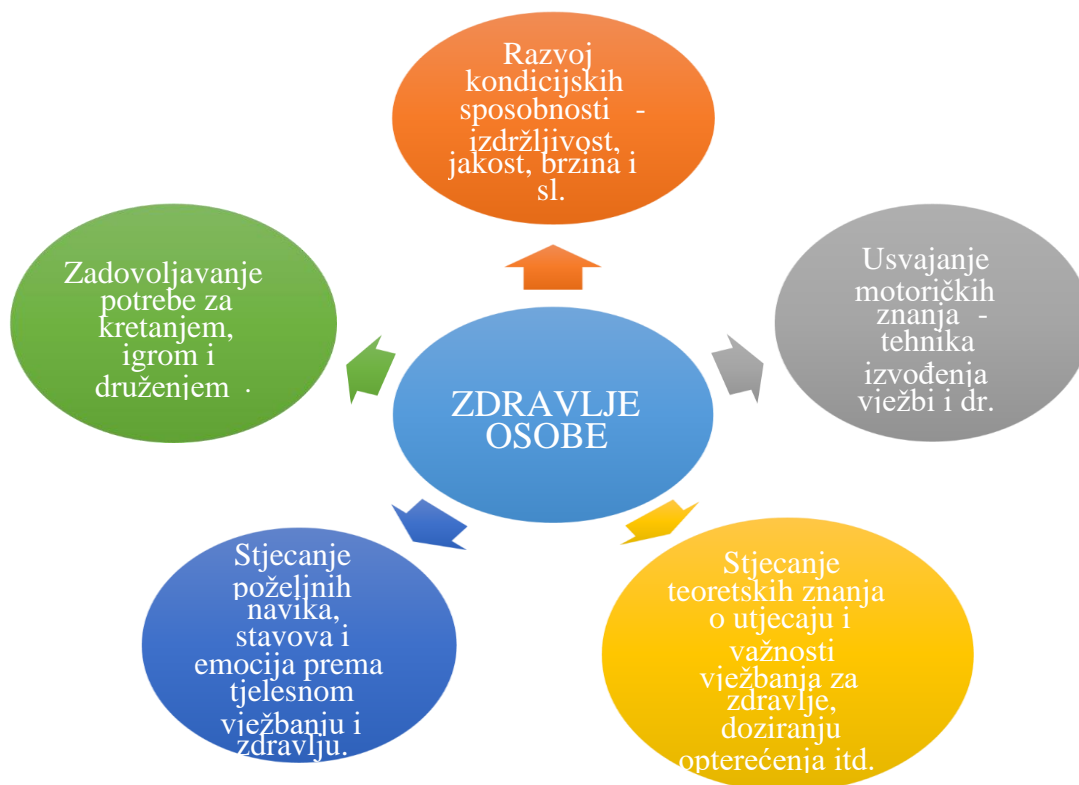 Razvoj
kondicijskih
sposobnosti -
izdržljivost,
jakost, brzina i
sl.
Zadovoljavanje
potrebe za
kretanjem,
igrom i
druženjem .
Usvajanje
motoričkih
znanja -
tehnika
izvođenja
vježbi i dr.
ZDRAVLJE
OSOBE
Stjecanje
poželjnih
navika,
stavova i
emocija prema
tjelesnom
vježbanju i
zdravlju.
Stjecanje
teoretskih znanja
o utjecaju i
važnosti
vježbanja za
zdravlje,
doziranju
opterećenja itd.